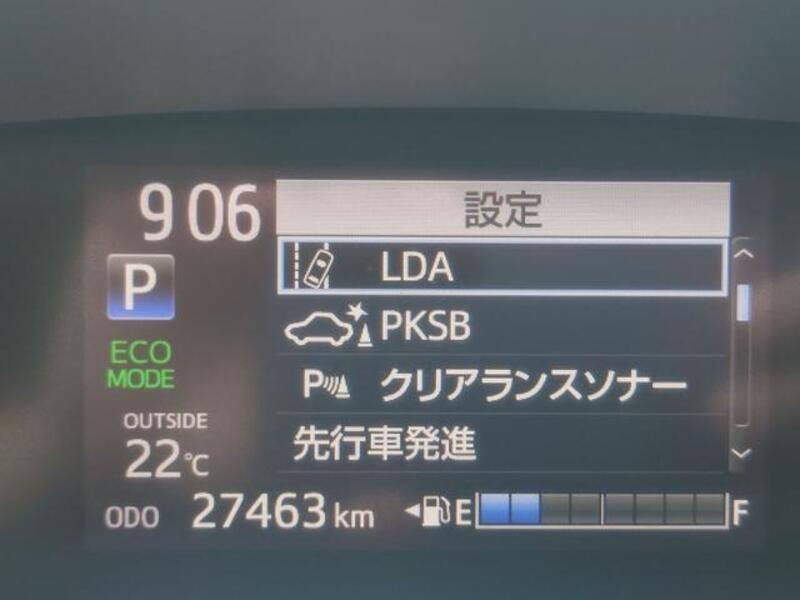 9 06
設定
LDA
P
PKSB
ECO MODE
P クリアランスソナー
OUTSIDE
22°C
先行車発進
ODO 27463 km
E F